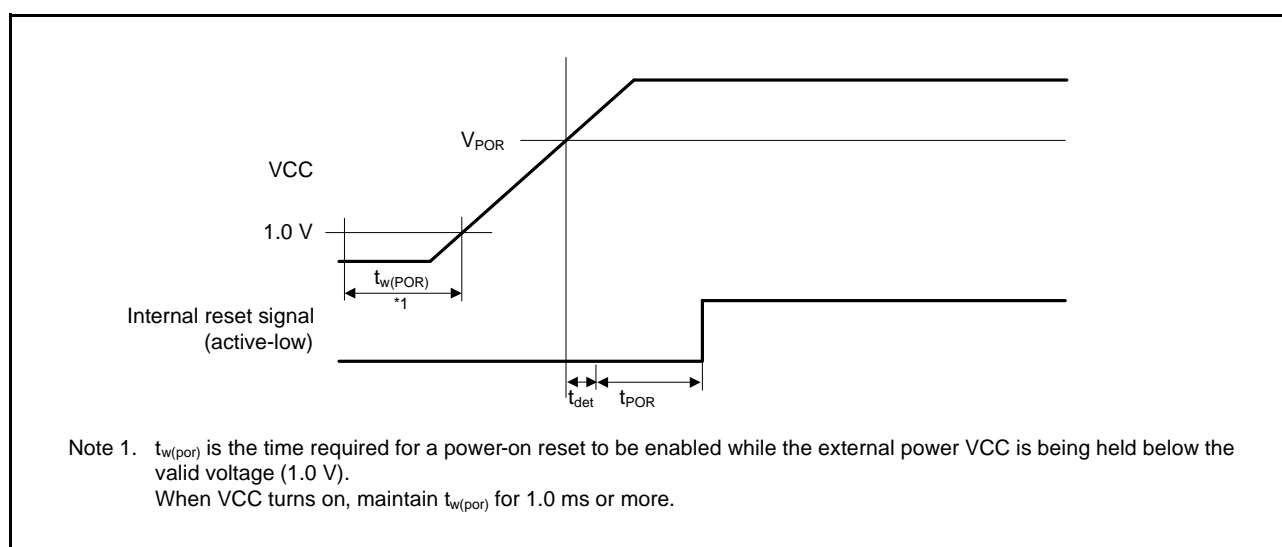 VPOR
VCC
1.0 V
tw(POR)
*1
Internal reset signal
(active-low)
tdet tPOR
Note 1. tw(por) is the time required for a power-on reset to be enabled while the external power VCC is being held below the
valid voltage (1.0 V).
When VCC turns on, maintain tw(por) for 1.0 ms or more.